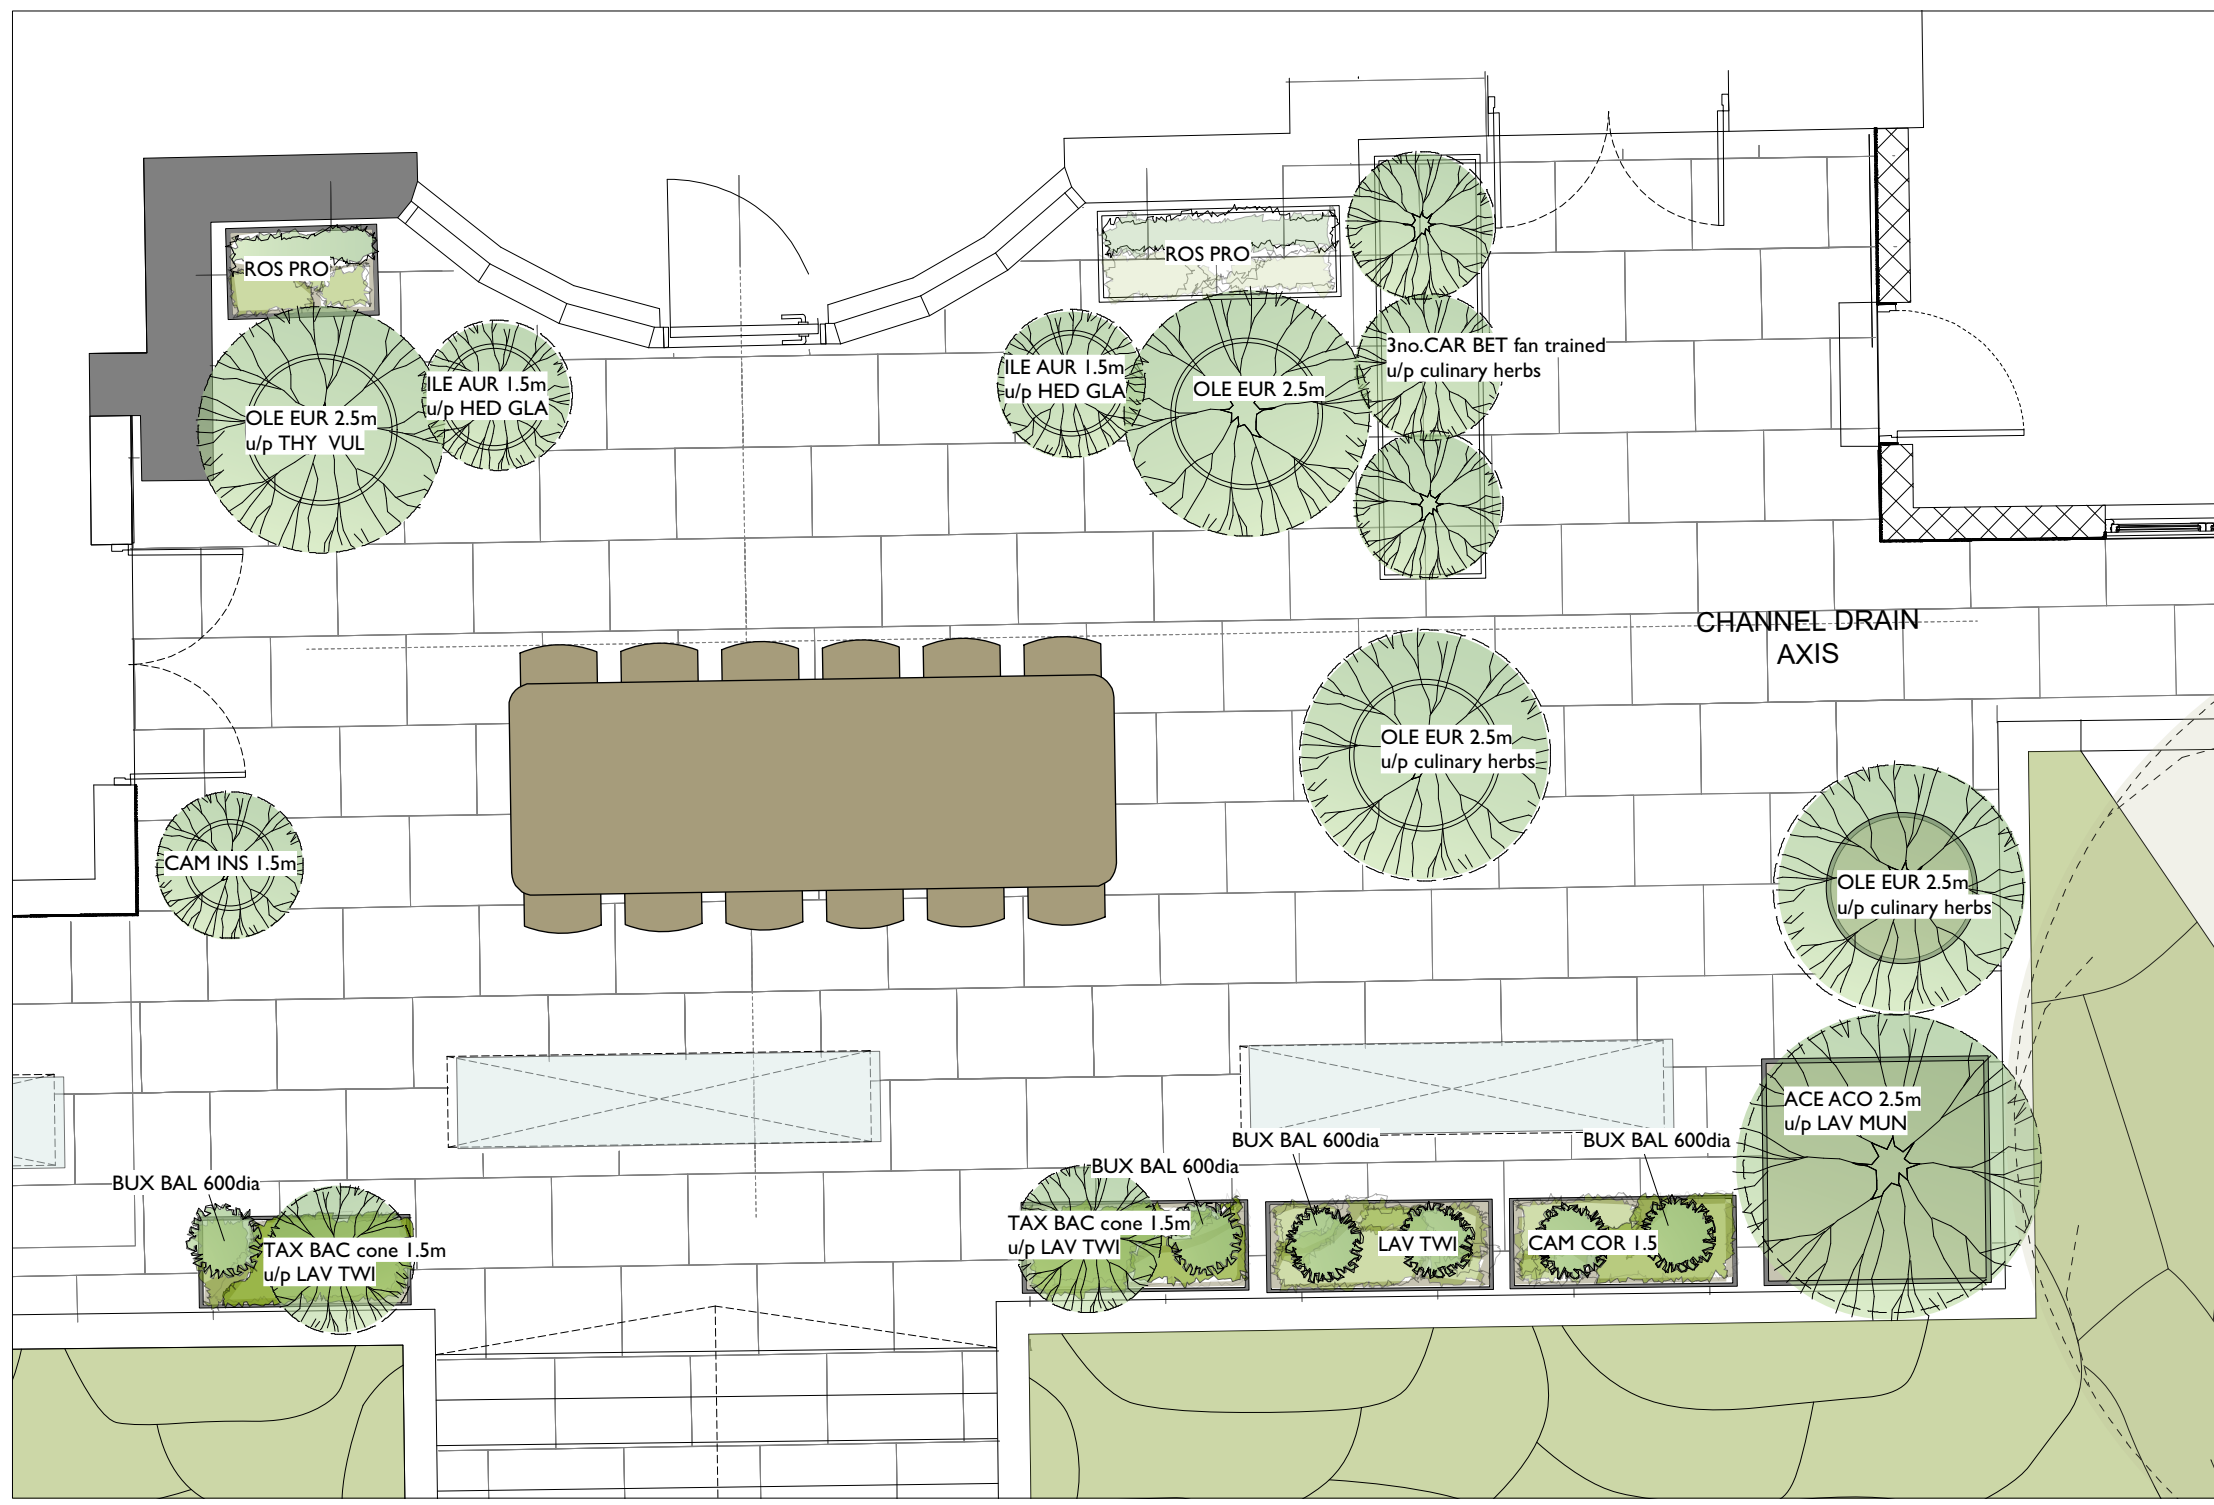 ROS PRO
ROS PRO
3no.CAR BET fan trained
u/p culinary herbs
ILE AUR 1.5m
u/p HED GLA
ILE AUR 1.5m
u/p HED GLA
OLE EUR 2.5m
OLE EUR 2.5m
u/p THY VUL
CHANNEL DRAIN
AXIS
OLE EUR 2.5m
u/p culinary herbs
CAM INS 1.5m
OLE EUR 2.5m
u/p culinary herbs
ACE ACO 2.5m
u/p LAV MUN
BUX BAL 600dia
BUX BAL 600dia
BUX BAL 600dia
BUX BAL 600dia
TAX BAC cone 1.5m
u/p LAV TWI
TAX BAC cone 1.5m
u/p LAV TWI
LAV TWI
CAM COR 1.5